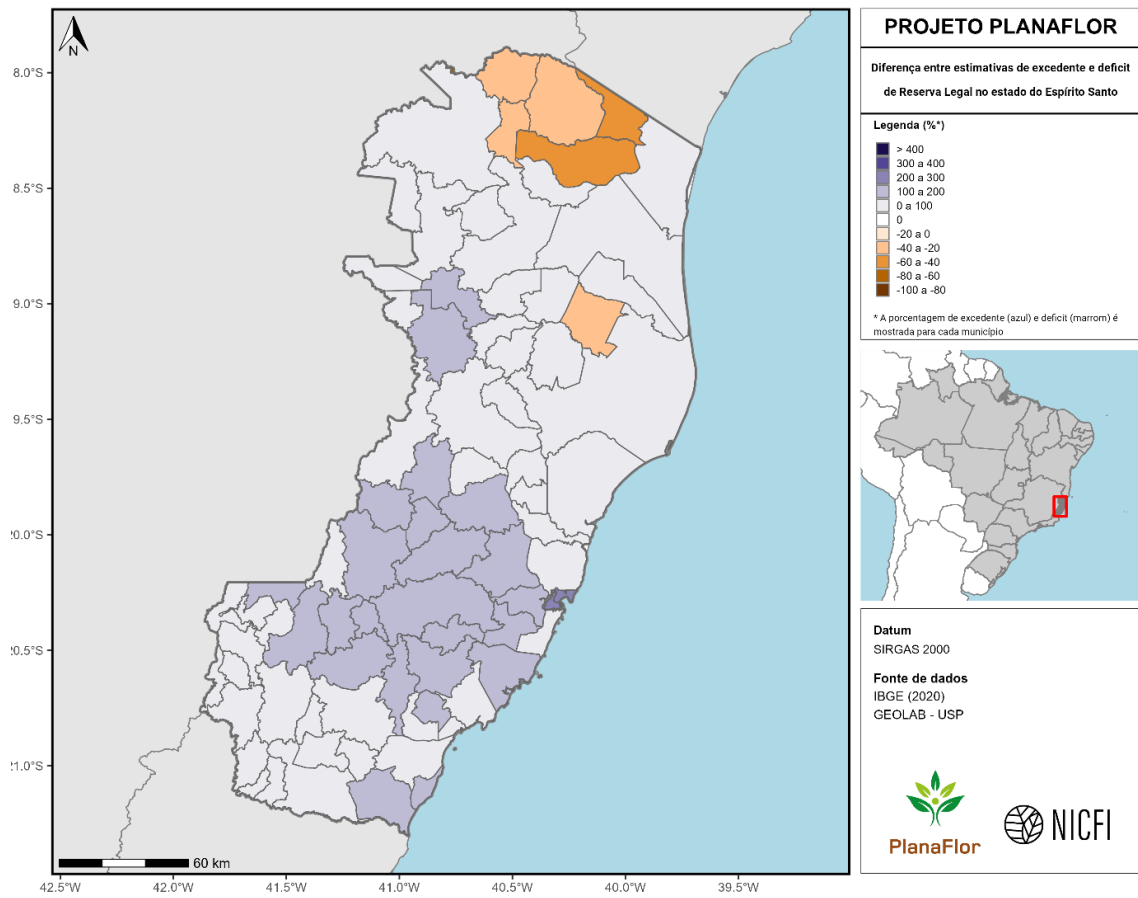 PROJETO PLANAFLOR
Diferença entre estimativas de excedente e deficit
de Reserva Legal no estado do Espírito Santo
Legenda (%*)
> 400
300 a 400
200 a 300
100 a 200
0 a 100
0
-20 a 0
-40 a -20
-60 a -40
-80 a -60
-100 a -80
* A porcentagem de excedente (azul) e deficit (marrom) é
mostrada para cada município
N
8.0°S
8.5°S
9.0°S
9.5°S
20.0°S
20.5°S
21.0°S
60 km
42.5°W
42.0°W
41.5°W
41.0°W
40.5°W
40.0°W
39.5°W
Datum
SIRGAS 2000
Fonte de dados
IBGE (2020)
GEOLAB - USP
PlanaFlor
NICFI